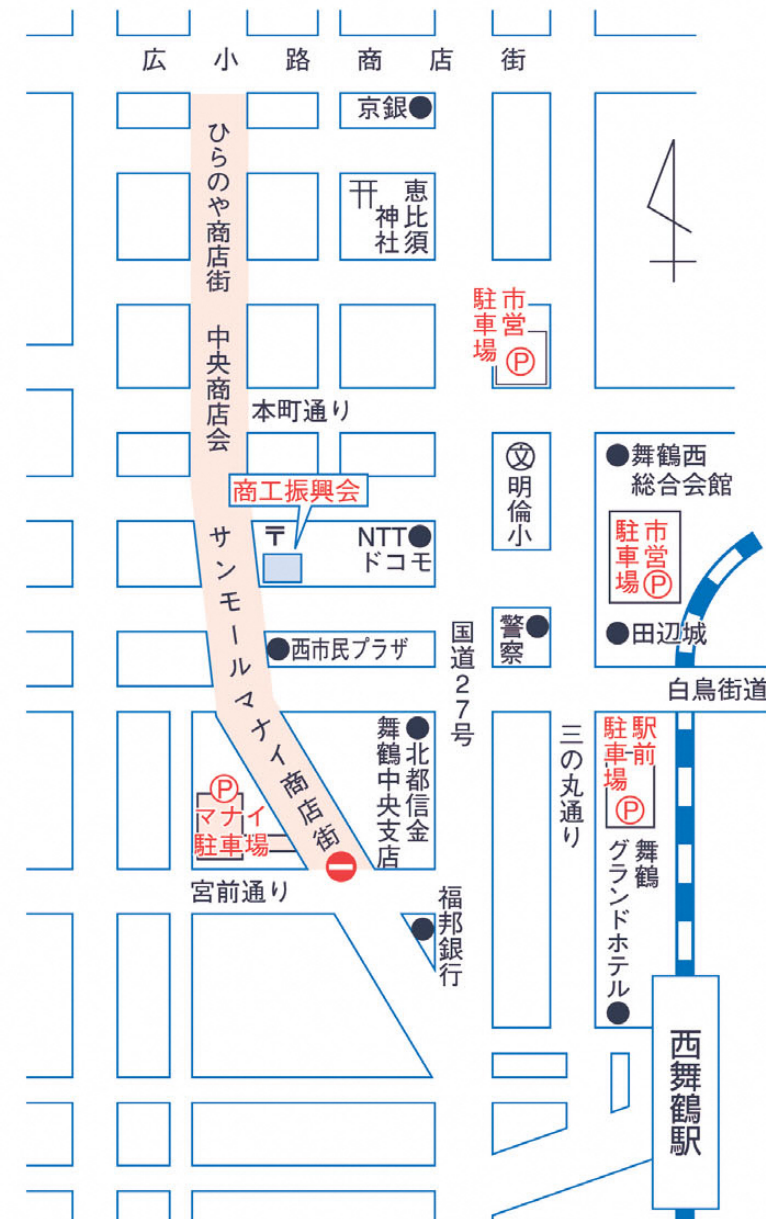 広小路商店街
京銀
ひらのや商店街
恵比須
神社
市営
駐車場
P
中央商店会
本町通り
文
明倫小
舞鶴西
総合会館
商工振興会
〒
NTT
ドコモ
市営
駐車場
P
サンモールマナイ商店街
西市民プラザ
国道27号
警察
田辺城
白鳥街道
北都信金
舞鶴中央支店
三の丸通り
駅前
駐車場
P
P
マナイ
駐車場
舞鶴
グランドホテル
宮前通り
福邦銀行
西舞鶴駅